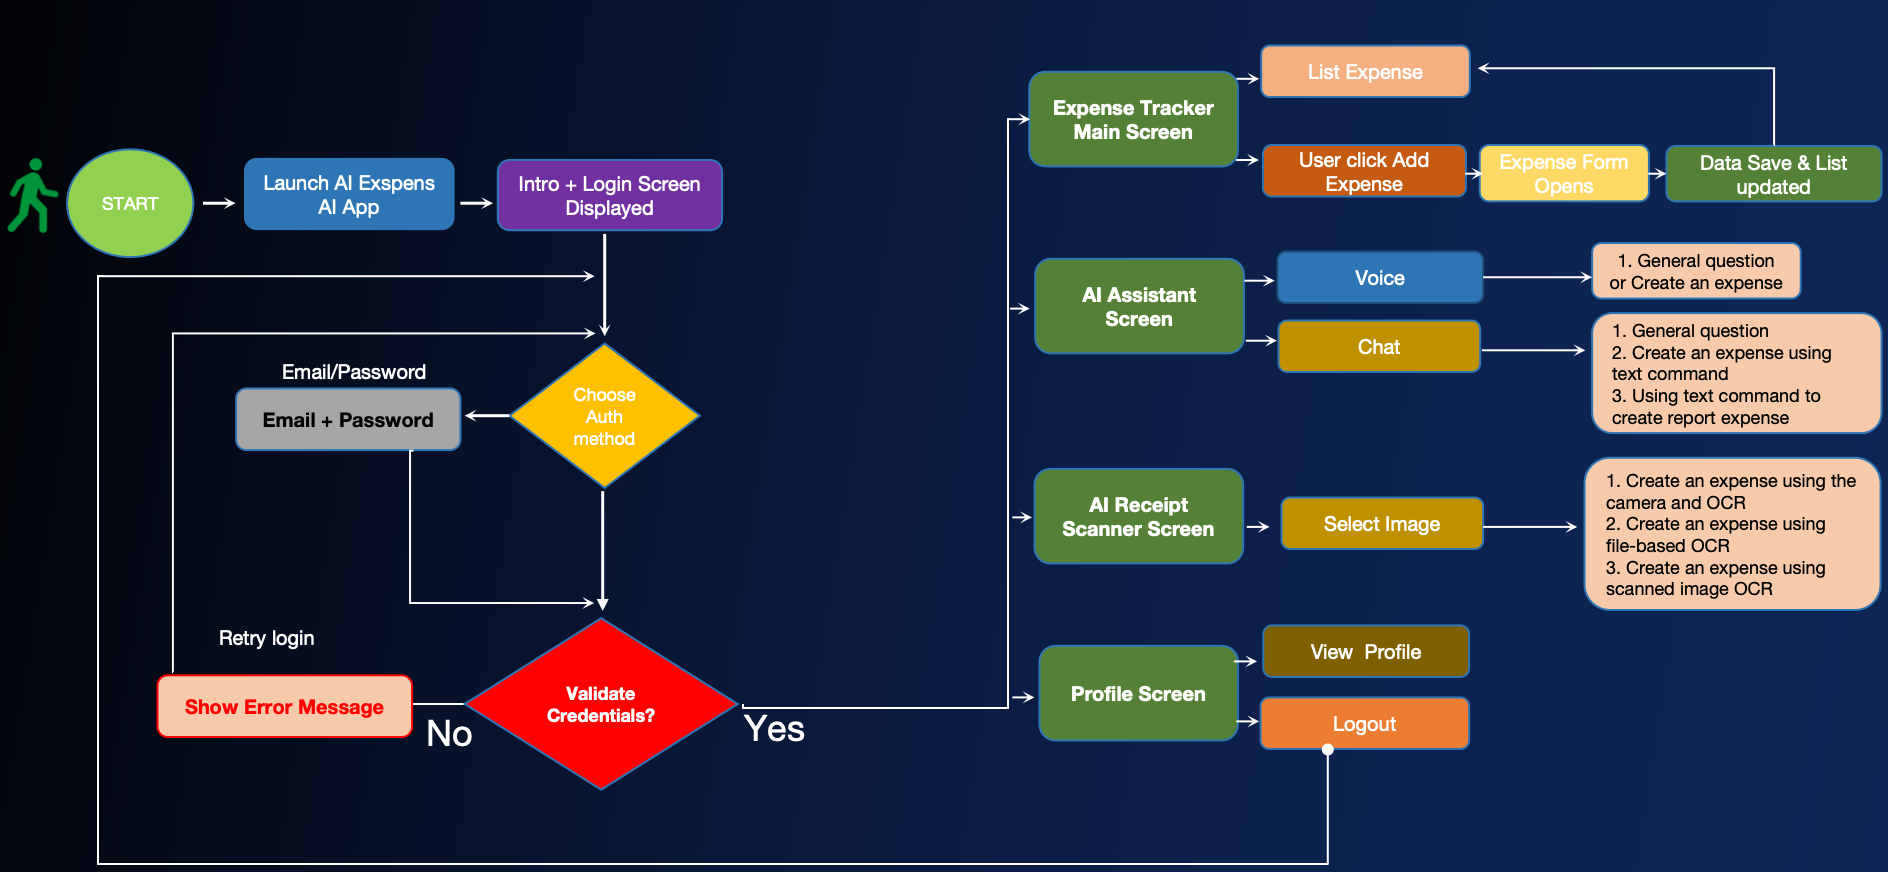 START
Launch AI Exspens
AI App
Intro + Login Screen
Displayed
Email/Password
Email + Password
Choose
Auth
method
Retry login
Show Error Message
No
Validate
Credentials?
Yes
Expense Tracker
Main Screen
List Expense
User click Add
Expense
Expense Form
Opens
Data Save & List
updated
AI Assistant
Screen
Voice
1. General question
or Create an expense
Chat
1. General question
2. Create an expense using
text command
3. Using text command to
create report expense
AI Receipt
Scanner Screen
Select Image
1. Create an expense using the
camera and OCR
2. Create an expense using
file-based OCR
3. Create an expense using
scanned image OCR
Profile Screen
View Profile
Logout